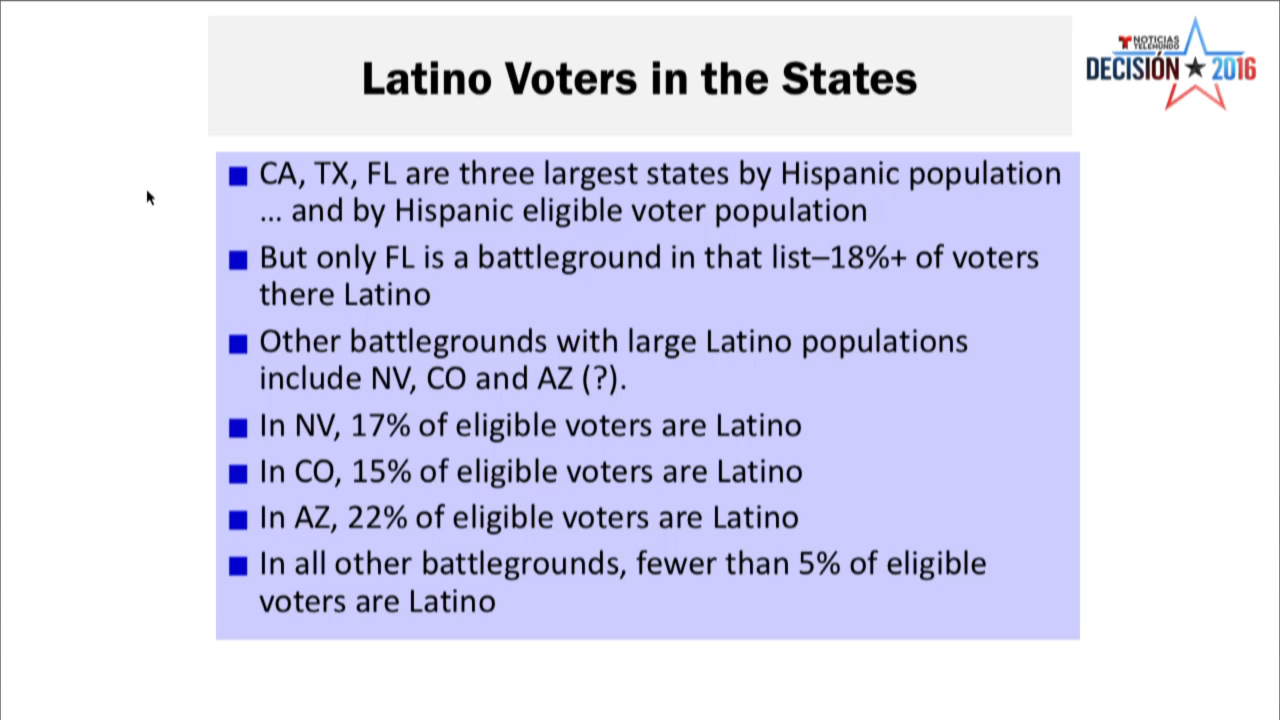 Latino Voters in the States
NOTICIAS
TELEMUNDO
DECISIÓN ★ 2016
■ CA, TX, FL are three largest states by Hispanic population
... and by Hispanic eligible voter population
■ But only FL is a battleground in that list–18%+ of voters
there Latino
■ Other battlegrounds with large Latino populations
include NV, CO and AZ (?).
■ In NV, 17% of eligible voters are Latino
■ In CO, 15% of eligible voters are Latino
■ In AZ, 22% of eligible voters are Latino
■ In all other battlegrounds, fewer than 5% of eligible
voters are Latino